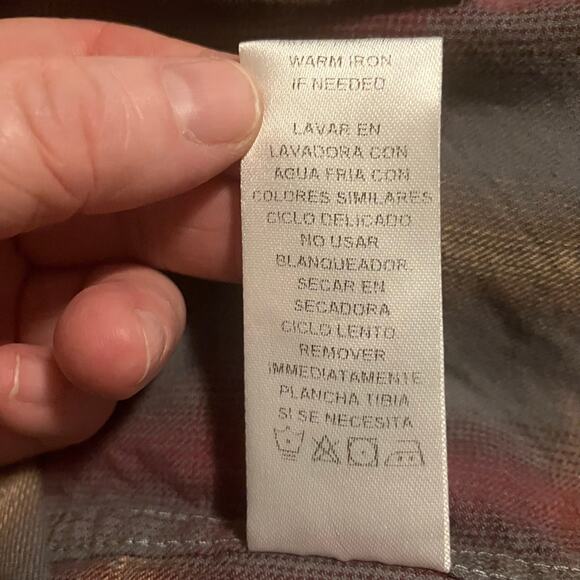 WARM IRON
IF NEEDED
LAVAR EN
LAVADORA CON
AGUA FRIA CON
COLORES SIMILARES
CICLO DELICADO
NO USAR
BLANQUEADOR.
SECAR EN
SECADORA
CICLO LENTO
REMOVER
IMMEDIATAMENTE
PLANCHA TIBIA
SI SE NECESITA